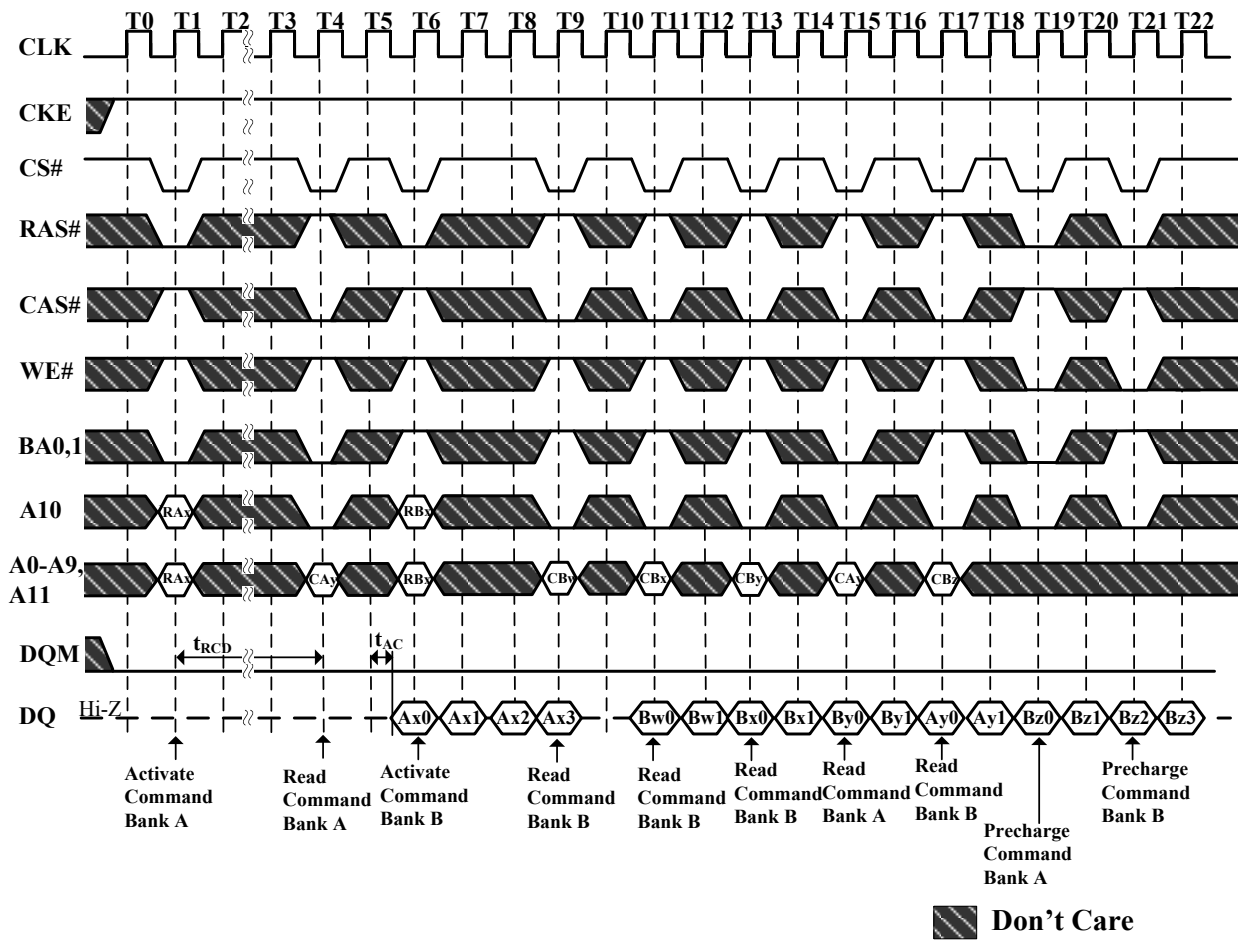 T0 T1 T2 T3 T4 T5 T6 T7 T8 T9 T10 T11 T12 T13 T14 T15 T16 T17 T18 T19 T20 T21 T22
CLK
CKE
CS#
RAS#
CAS#
WE#
BA0,1
A10 RAx RBx
A0-A9,
A11
RAx CAy RBx CBw CBx CBy CAy CBz
DQM
tRCD tAC
DQ Hi-Z Ax0 Ax1 Ax2 Ax3 Bw0 Bw1 Bx0 Bx1 By0 By1 Ay0 Ay1 Bz0 Bz1 Bz2 Bz3
Activate
Command
Bank A
Read
Command
Bank A
Activate
Command
Bank B
Read
Command
Bank B
Read
Command
Bank B
Read
Command
Bank B
Read
Command
Bank A
Read
Command
Bank B
Precharge
Command
Bank A
Precharge
Command
Bank B
Don't Care